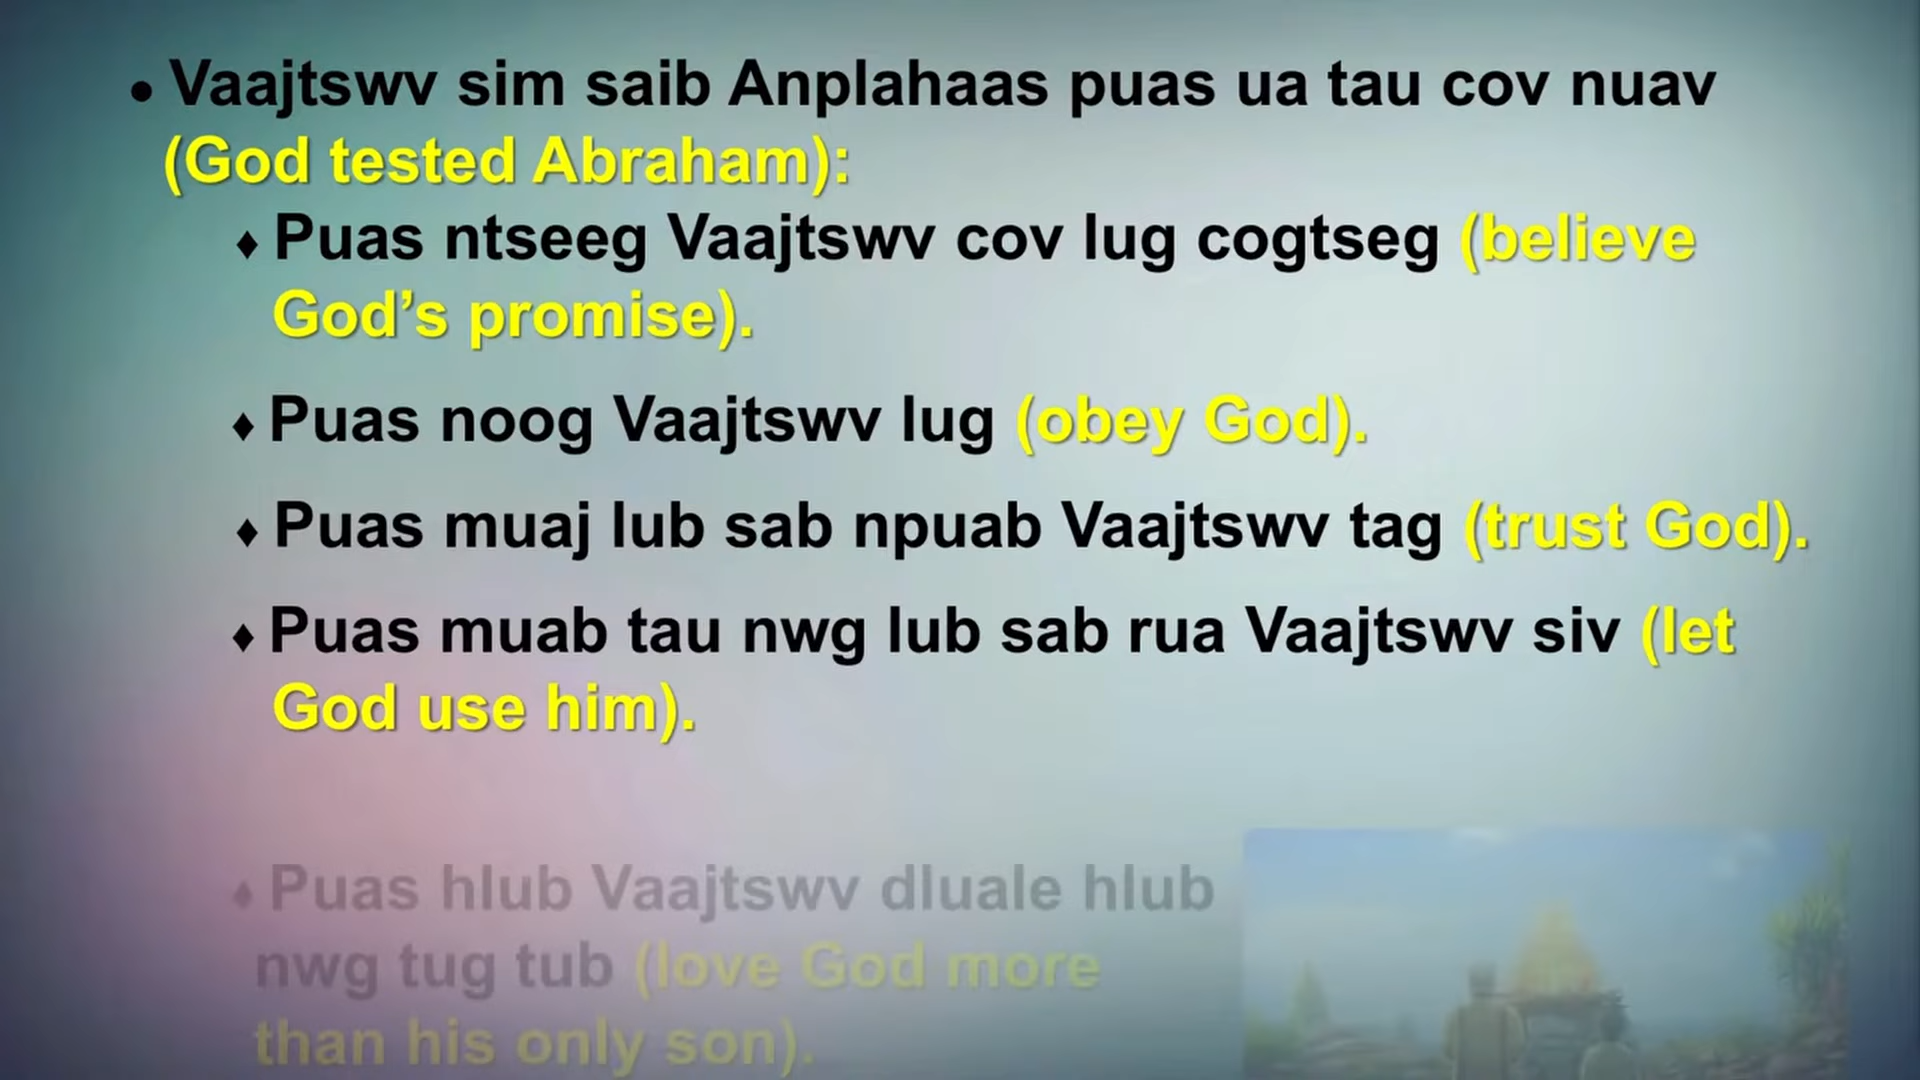 • Vaajtswv sim saib Anplahaas puas ua tau cov nuav
(God tested Abraham):
♦ Puas ntseeg Vaajtswv cov lug cogtseg (believe
God’s promise).
♦ Puas noog Vaajtswv lug (obey God).
♦ Puas muaj lub sab npuab Vaajtswv tag (trust God).
♦ Puas muab tau nwg lub sab rua Vaajtswv siv (let
God use him).
♦ Puas hlub Vaajtswv dluale hlub
nwg tug tub (love God more
than his only son).